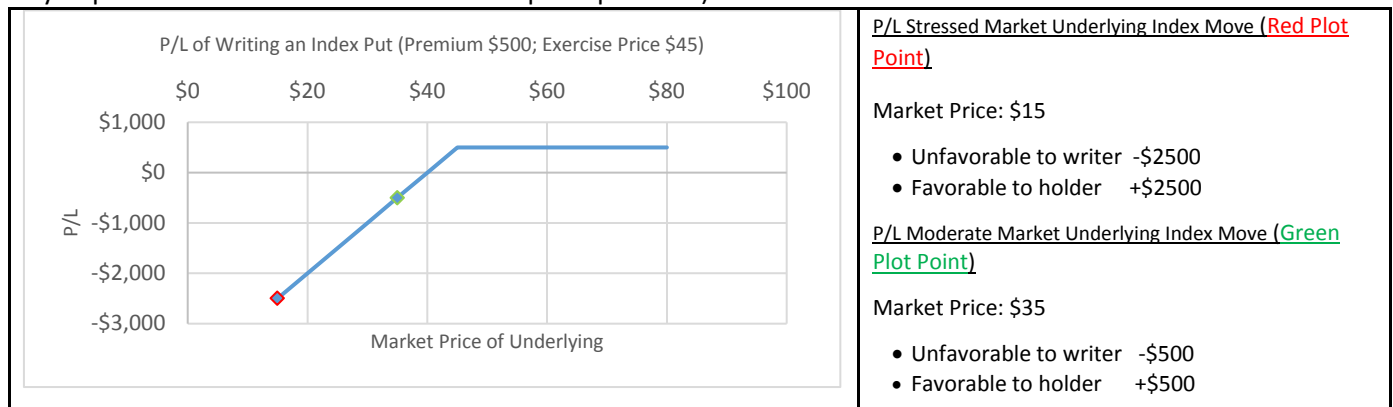 P/L of Writing an Index Put (Premium $500; Exercise Price $45)
$0 $20 $40 $60 $80 $100
$1,000
$0
-$1,000
-$2,000
-$3,000
P/L
Market Price of Underlying
P/L Stressed Market Underlying Index Move (Red Plot
Point)
Market Price: $15
• Unfavorable to writer -$2500
• Favorable to holder +$2500
P/L Moderate Market Underlying Index Move (Green
Plot Point)
Market Price: $35
• Unfavorable to writer -$500
• Favorable to holder +$500